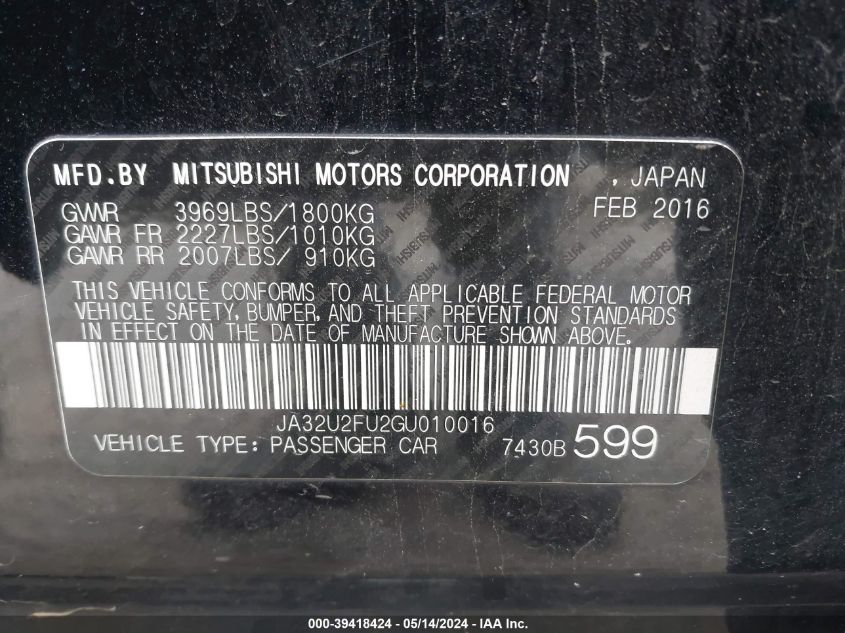 MFD.BY MITSUBISHI MOTORS CORPORATION , JAPAN
GVWR 3969LBS/1800KG FEB 2016
GAWR FR 2227LBS/1010KG
GAWR RR 2007LBS/ 910KG
THIS VEHICLE CONFORMS TO ALL APPLICABLE FEDERAL MOTOR
VEHICLE SAFETY, BUMPER, AND THEFT PREVENTION STANDARDS
IN EFFECT ON THE DATE OF MANUFACTURE SHOWN ABOVE.
JA32U2FU2GU010016
VEHICLE TYPE: PASSENGER CAR 7430B 599
000-39418424 - 05/14/2024 - IAA Inc.